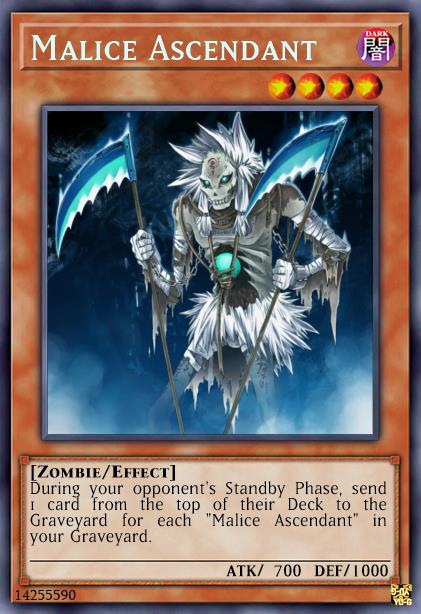 Malice Ascendant
DARK
闇
[Zombie/Effect]
During your opponent's Standby Phase, send
1 card from the top of their Deck to the
Graveyard for each "Malice Ascendant" in
your Graveyard.
ATK/ 700 DEF/1000
14255590